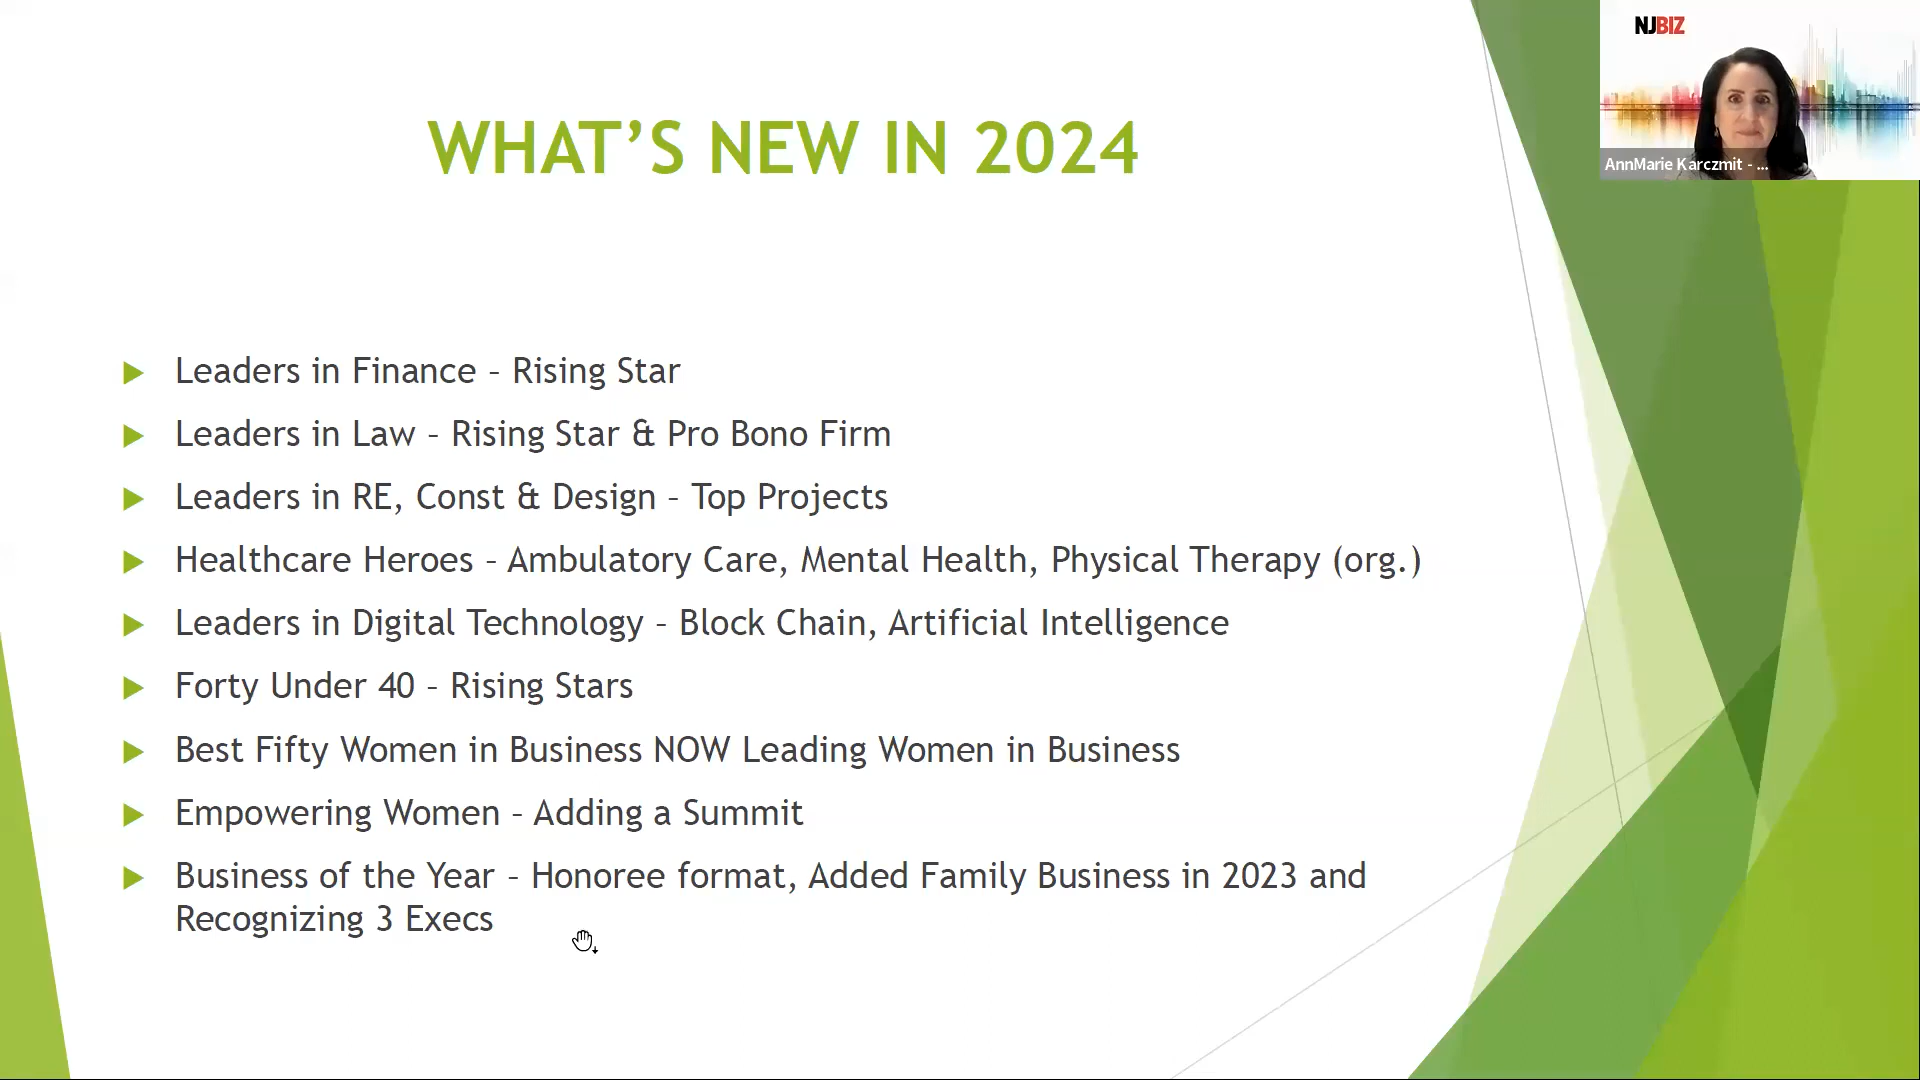 WHAT’S NEW IN 2024
NJBIZ
AnnMarie Karczmit - ...
Leaders in Finance – Rising Star
Leaders in Law – Rising Star & Pro Bono Firm
Leaders in RE, Const & Design – Top Projects
Healthcare Heroes – Ambulatory Care, Mental Health, Physical Therapy (org.)
Leaders in Digital Technology – Block Chain, Artificial Intelligence
Forty Under 40 – Rising Stars
Best Fifty Women in Business NOW Leading Women in Business
Empowering Women – Adding a Summit
Business of the Year – Honoree format, Added Family Business in 2023 and
Recognizing 3 Execs